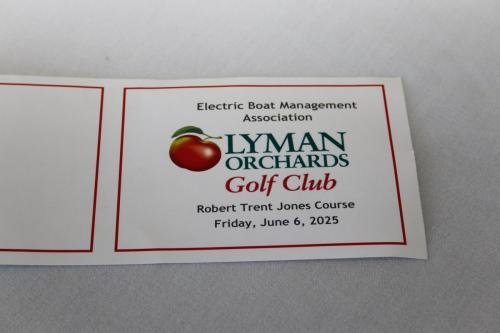 Electric Boat Management
Association
LYMAN
ORCHARDS
Golf Club
Robert Trent Jones Course
Friday, June 6, 2025